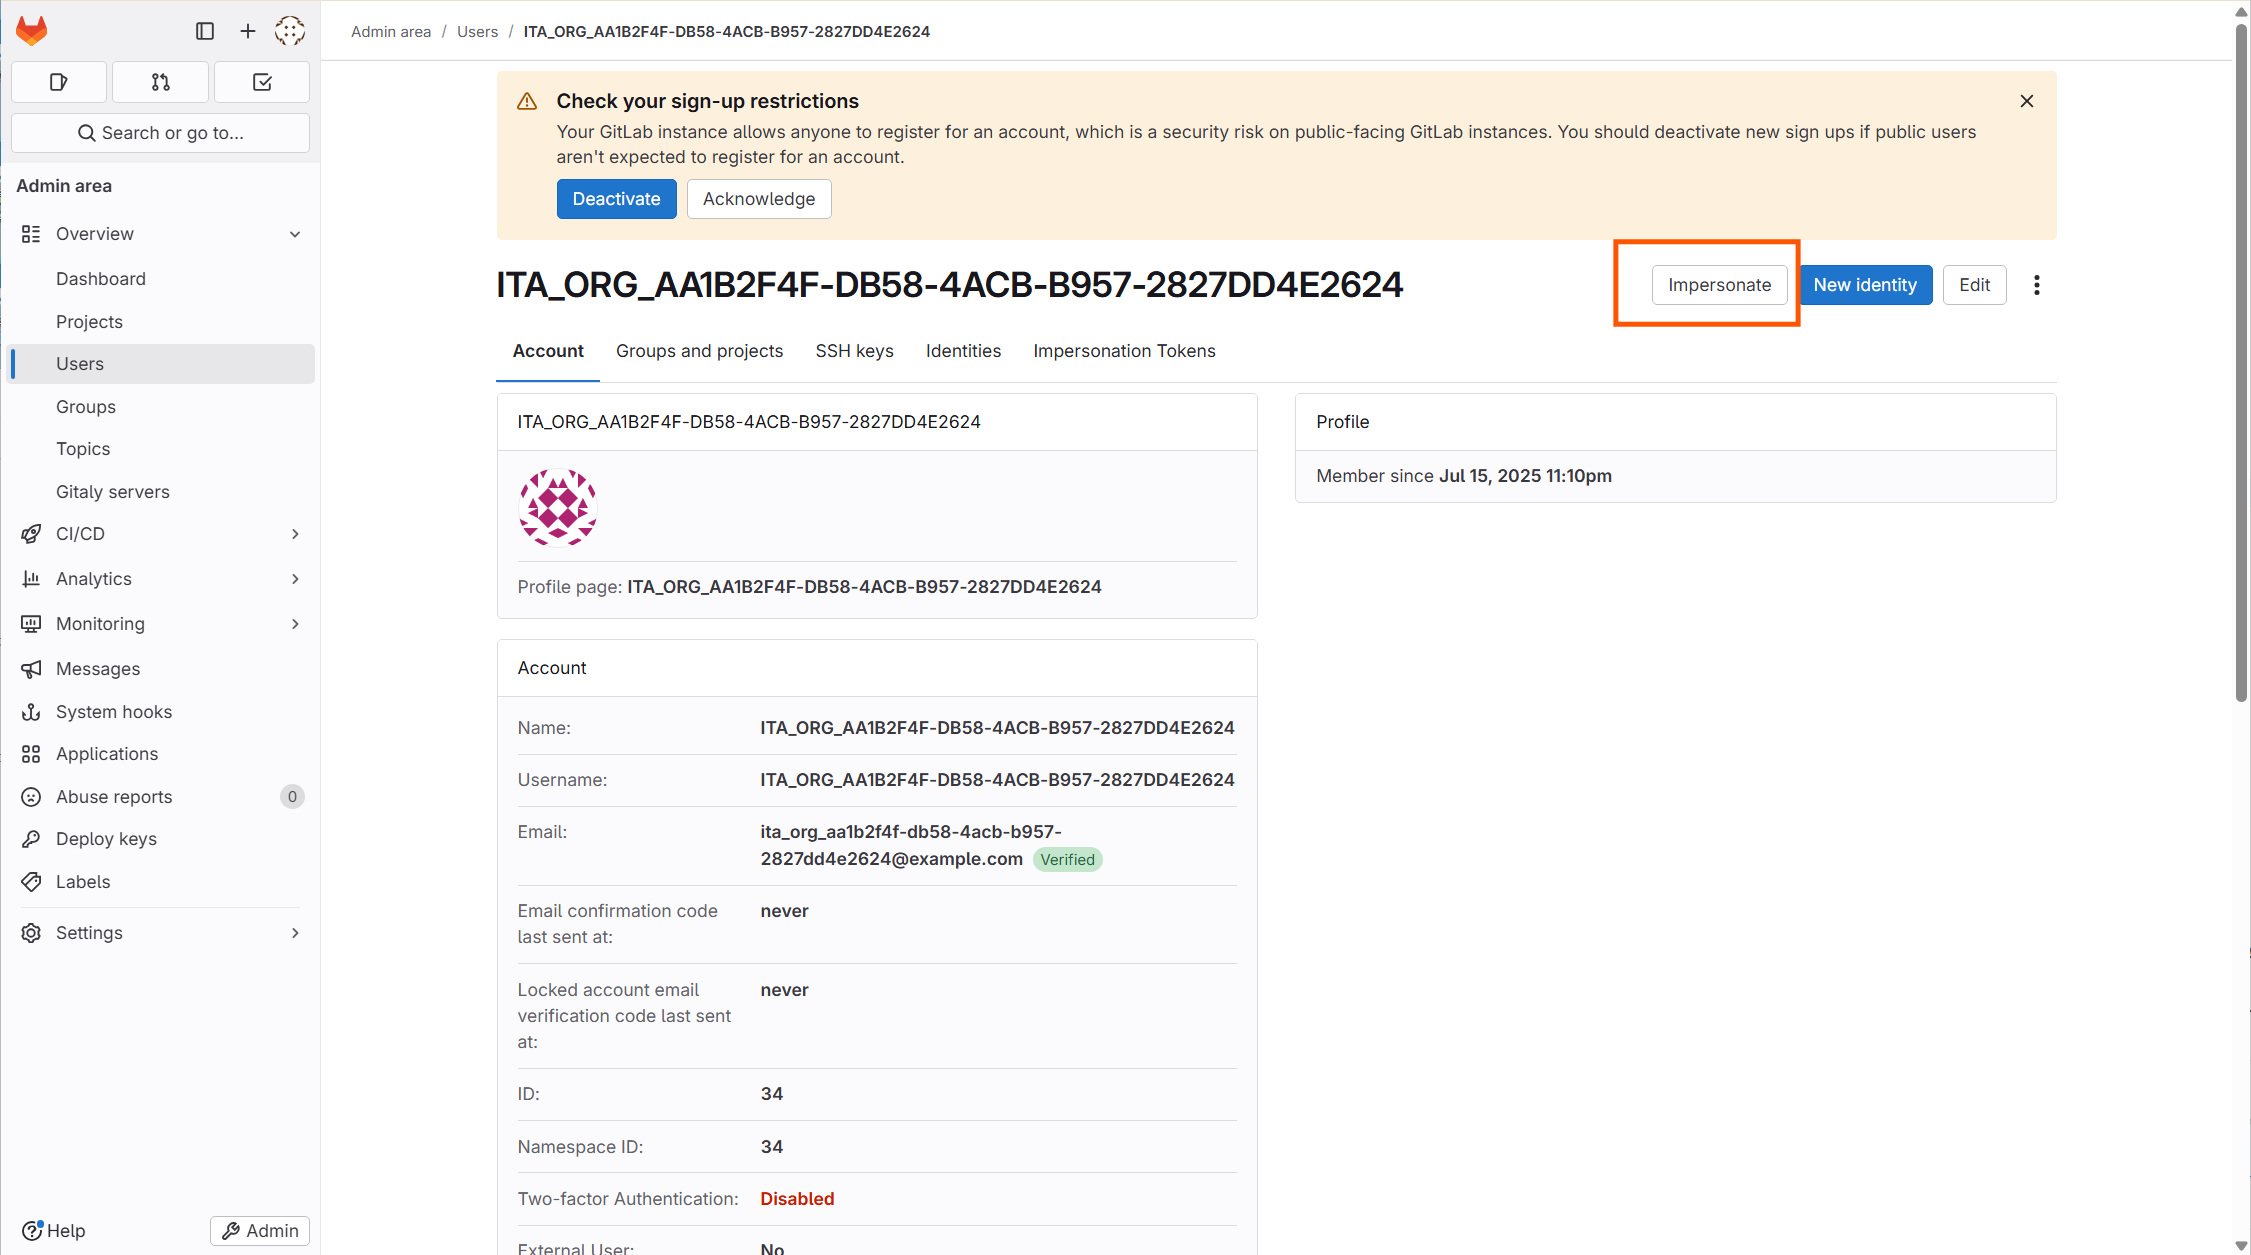 Admin area / Users / ITA_ORG_AA1B2F4F-DB58-4ACB-B957-2827DD4E2624
Search or go to...
Admin area
Overview
Dashboard
Projects
Users
Groups
Topics
Gitaly servers
CI/CD
Analytics
Monitoring
Messages
System hooks
Applications
Abuse reports 0
Deploy keys
Labels
Settings
Help
Admin
Check your sign-up restrictions
Your GitLab instance allows anyone to register for an account, which is a security risk on public-facing GitLab instances. You should deactivate new sign ups if public users
aren't expected to register for an account.
Deactivate Acknowledge
ITA_ORG_AA1B2F4F-DB58-4ACB-B957-2827DD4E2624
Impersonate New identity Edit
Account Groups and projects SSH keys Identities Impersonation Tokens
ITA_ORG_AA1B2F4F-DB58-4ACB-B957-2827DD4E2624
Profile page: ITA_ORG_AA1B2F4F-DB58-4ACB-B957-2827DD4E2624
Profile
Member since Jul 15, 2025 11:10pm
Account
Name: ITA_ORG_AA1B2F4F-DB58-4ACB-B957-2827DD4E2624
Username: ITA_ORG_AA1B2F4F-DB58-4ACB-B957-2827DD4E2624
Email: ita_org_aa1b2f4f-db58-4acb-b957-
2827dd4e2624@example.com Verified
Email confirmation code never
last sent at:
Locked account email never
verification code last sent
at:
ID: 34
Namespace ID: 34
Two-factor Authentication: Disabled
External User: No